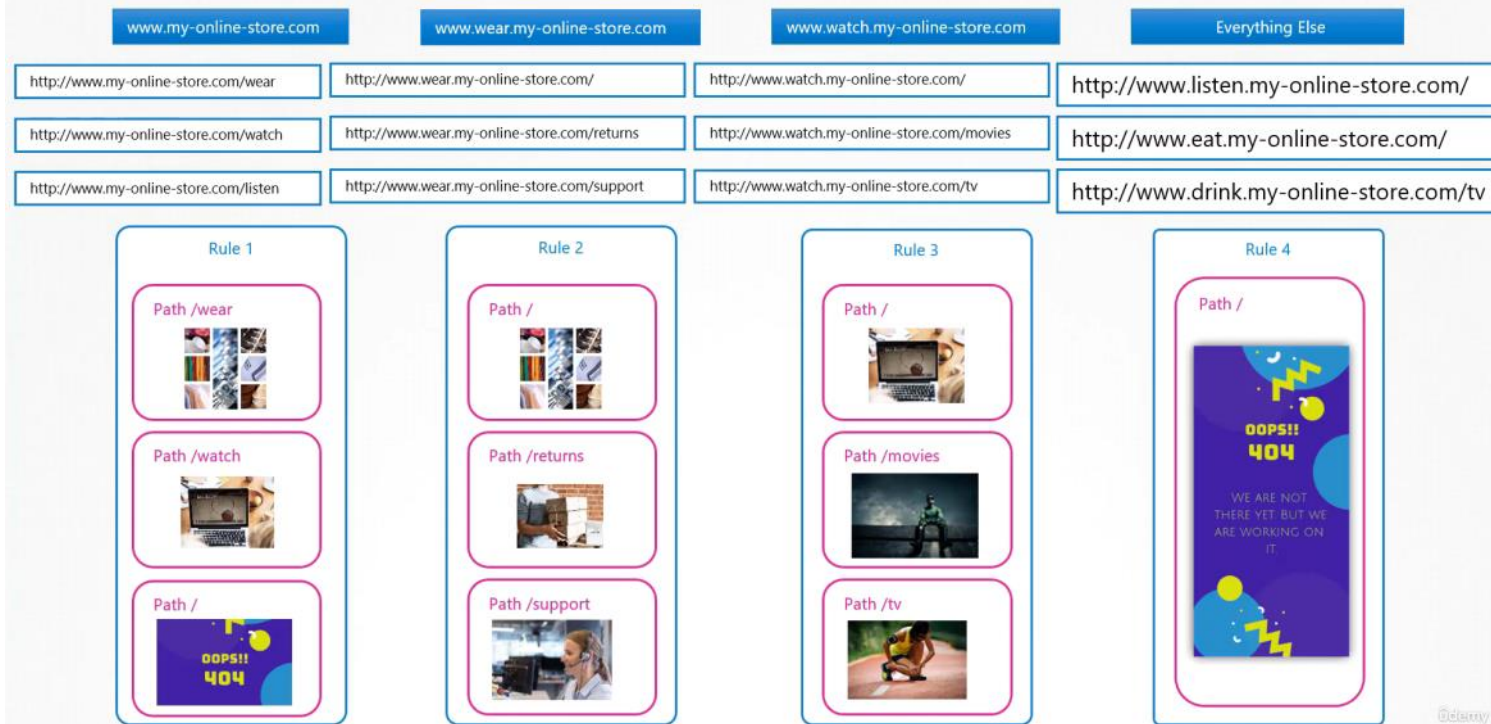 www.my-online-store.com
www.wear.my-online-store.com
www.watch.my-online-store.com
Everything Else
http://www.my-online-store.com/wear
http://www.wear.my-online-store.com/
http://www.watch.my-online-store.com/
http://www.listen.my-online-store.com/
http://www.my-online-store.com/watch
http://www.wear.my-online-store.com/returns
http://www.watch.my-online-store.com/movies
http://www.eat.my-online-store.com/
http://www.my-online-store.com/listen
http://www.wear.my-online-store.com/support
http://www.watch.my-online-store.com/tv
http://www.drink.my-online-store.com/tv
Rule 1
Path /wear
Path /watch
Path /
OOPS!!
404
Rule 2
Path /
Path /returns
Path /support
Rule 3
Path /
Path /movies
Path /tv
Rule 4
Path /
OOPS!!
404
WE ARE NOT
THERE YET. BUT WE
ARE WORKING ON
IT.
ûdemy